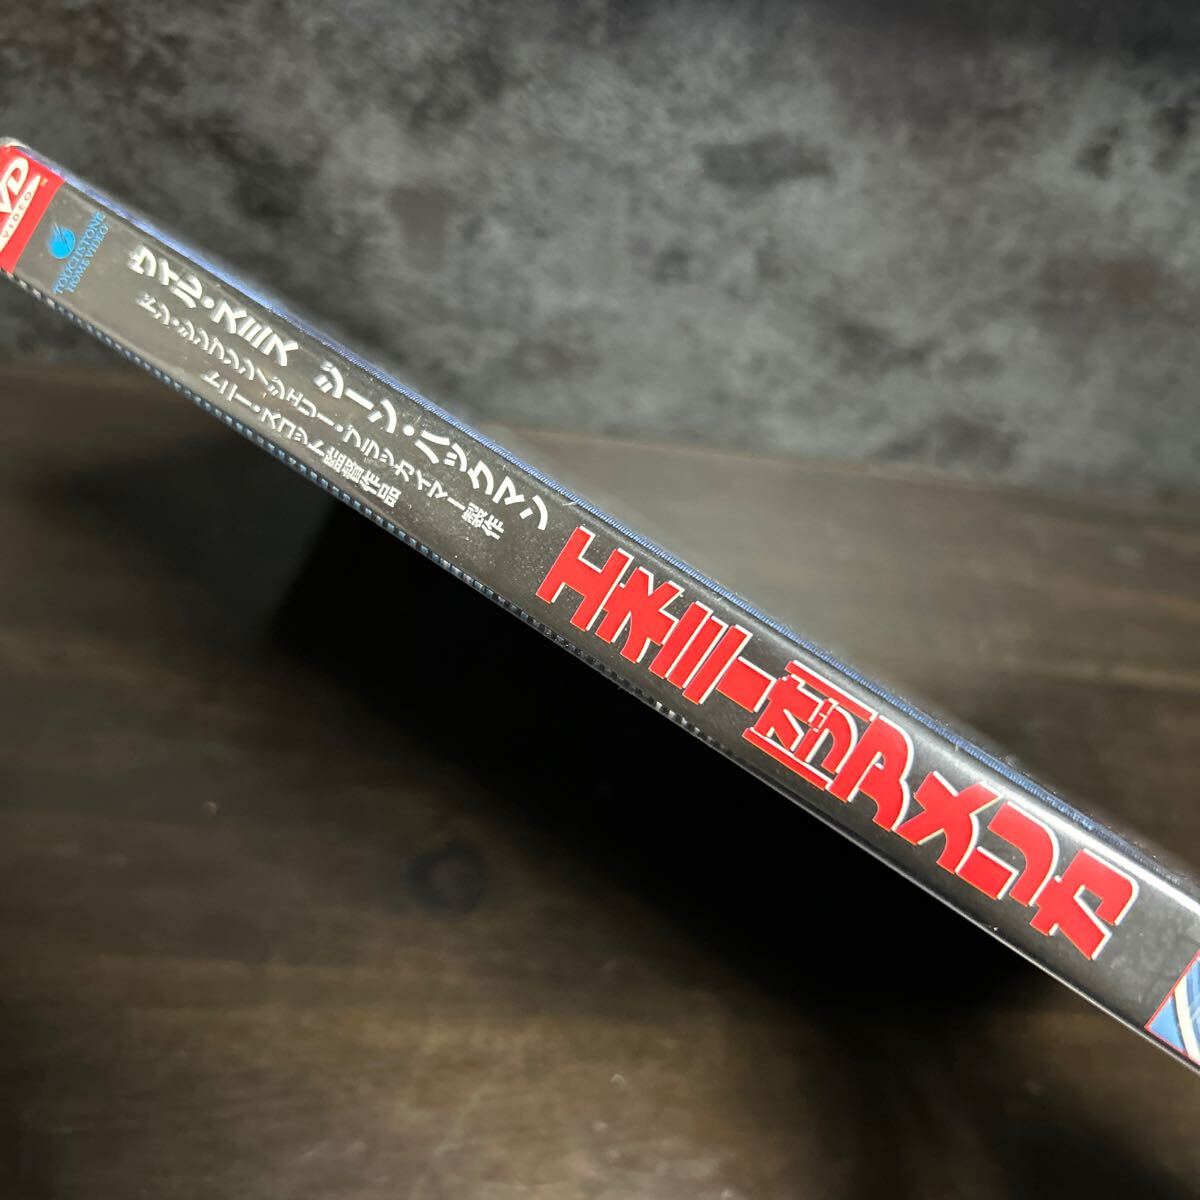 エネミー・オブ・アメリカ
ウィル・スミス ジーン・ハックマン
ドン・シンプソン/ジェリー・ブラッカイマー製作
トニー・スコット監督作品
TOUCHSTONE
HOME VIDEO
VIDEO